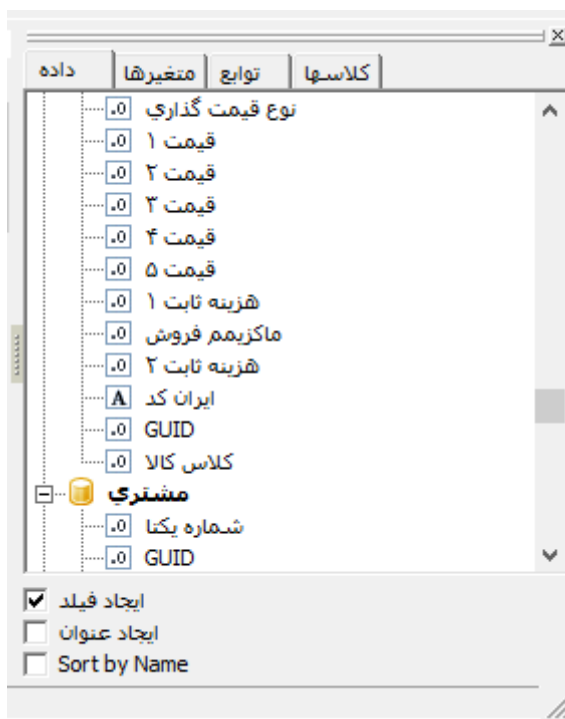 داده متغیرها توابع کلاسها
نوع قیمت گذاري
قیمت ۱
قیمت ۲
قیمت ۳
قیمت ۴
قیمت ۵
هزینه ثابت ۱
ماکزیمم فروش
هزینه ثابت ۲
ایران کد
GUID
کلاس کالا
مشتري
شماره یکتا
GUID
ایجاد فیلد
ایجاد عنوان
Sort by Name